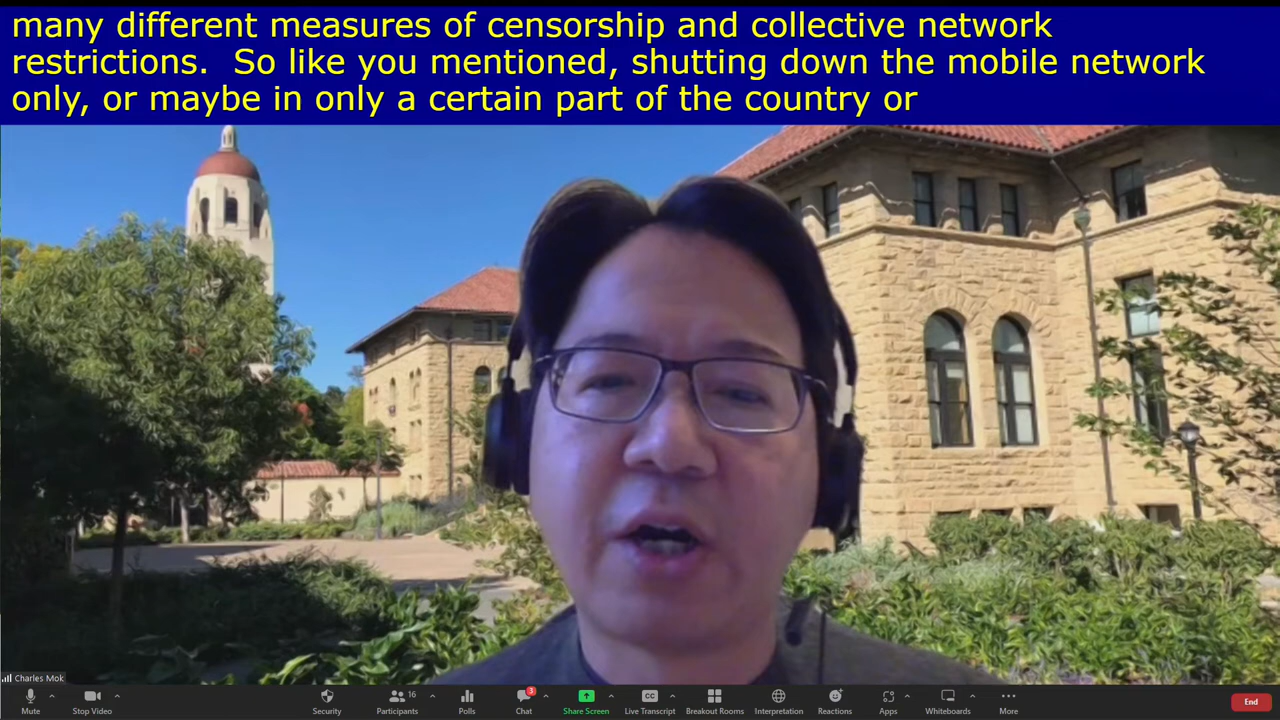 many different measures of censorship and collective network
restrictions.  So like you mentioned, shutting down the mobile network
only, or maybe in only a certain part of the country or
Charles Mok
Mute
Stop Video
Security
16
Participants
Polls
3
Chat
Share Screen
CC
Live Transcript
Breakout Rooms
Interpretation
Reactions
Apps
Whiteboards
More
End